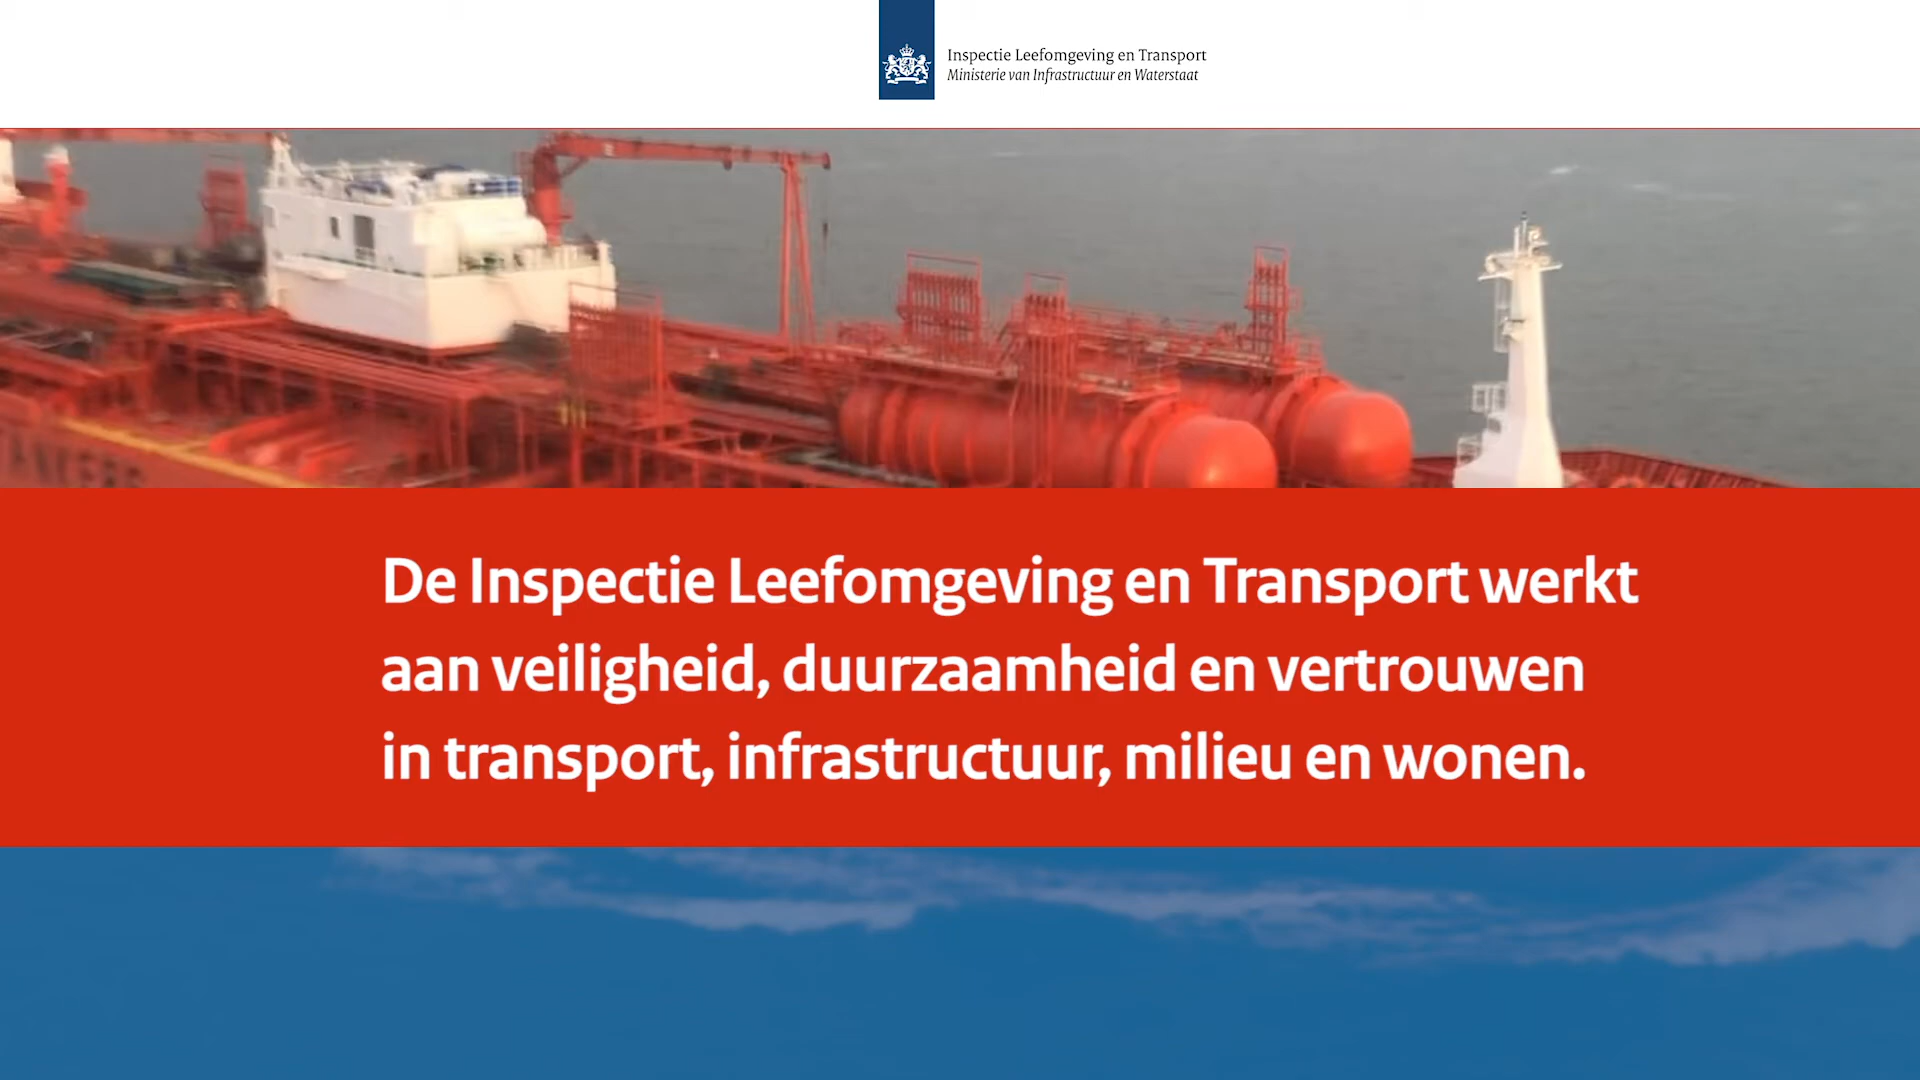 Inspectie Leefomgeving en Transport
Ministerie van Infrastructuur en Waterstaat
De Inspectie Leefomgeving en Transport werkt
aan veiligheid, duurzaamheid en vertrouwen
in transport, infrastructuur, milieu en wonen.